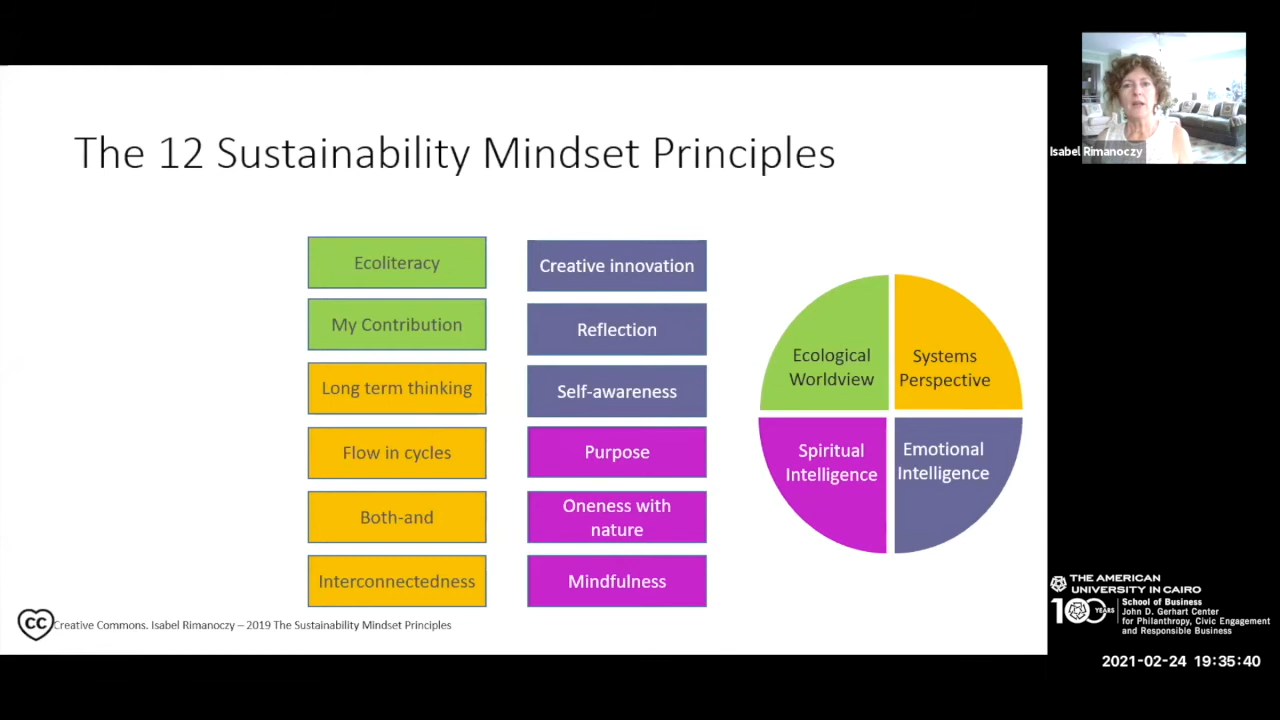 The 12 Sustainability Mindset Principles
Ecoliteracy
My Contribution
Long term thinking
Flow in cycles
Both-and
Interconnectedness
Creative innovation
Reflection
Self-awareness
Purpose
Oneness with
nature
Mindfulness
Ecological
Worldview
Systems
Perspective
Spiritual
Intelligence
Emotional
Intelligence
CC
Creative Commons. Isabel Rimanoczy – 2019 The Sustainability Mindset Principles
Isabel Rimanoczy
THE AMERICAN
UNIVERSITY IN CAIRO
100 YEARS
School of Business
John D. Gerhart Center
for Philanthropy, Civic Engagement
and Responsible Business
2021-02-24 19:35:40